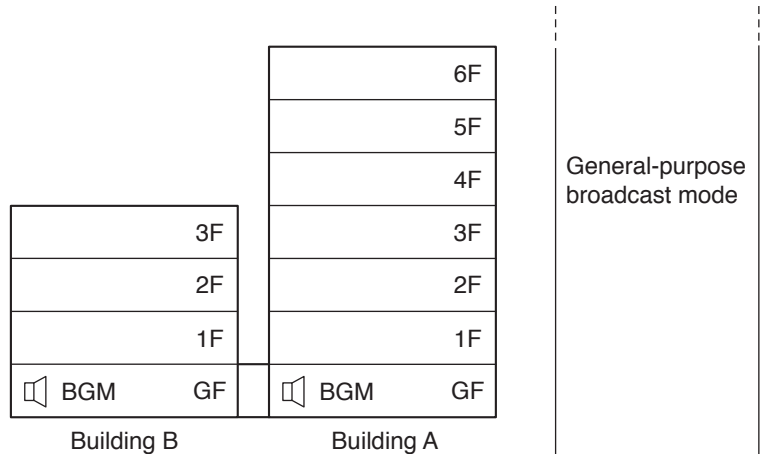 6F
5F
4F
General-purpose
broadcast mode
3F 3F
2F 2F
1F 1F
BGM GF BGM GF
Building B Building A